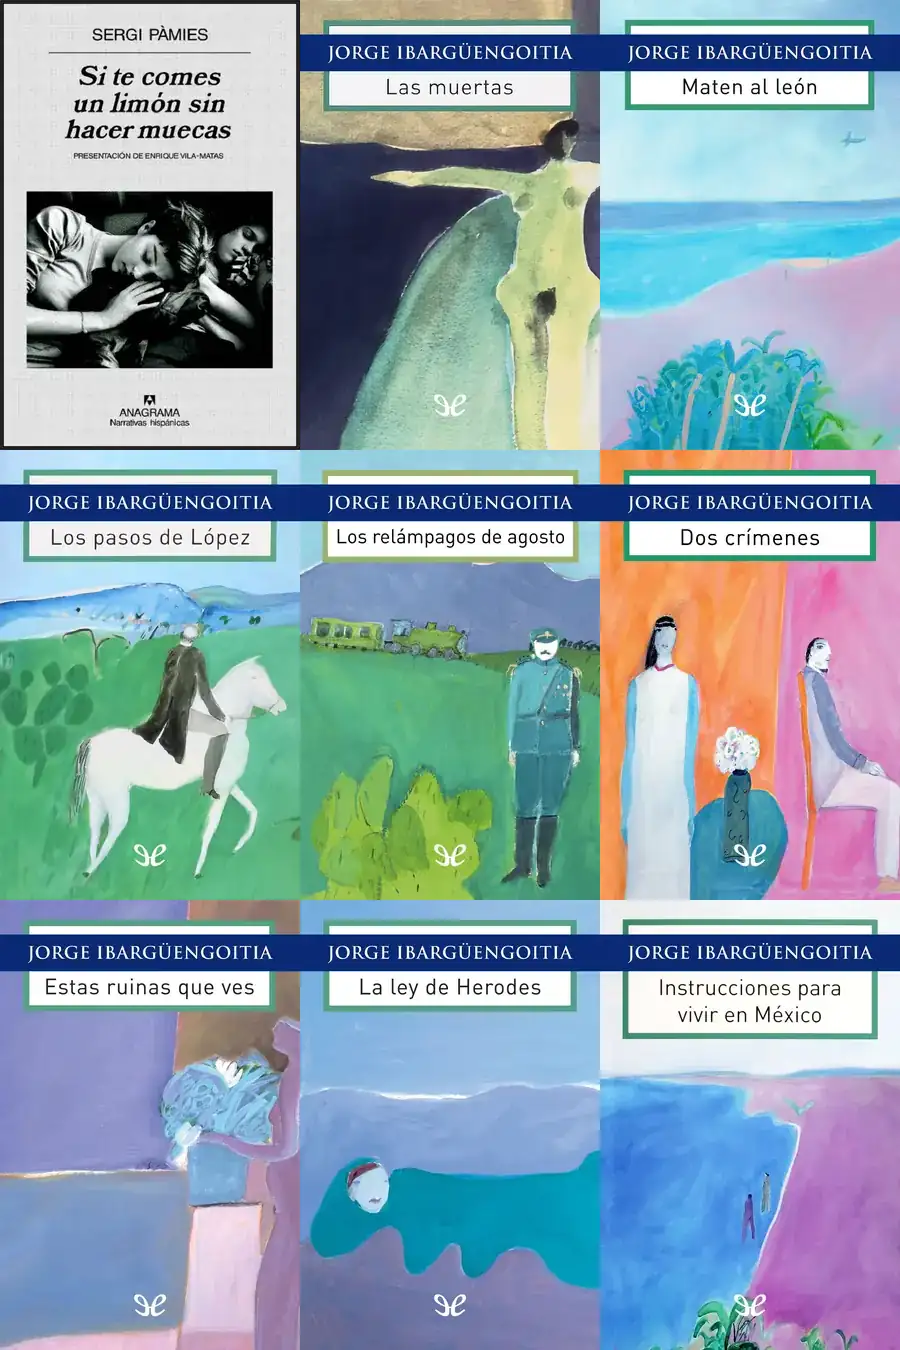 SERGI PÀMIES
Si te comes
un limón sin
hacer muecas
PRESENTACIÓN DE ENRIQUE VILA-MATAS
ANAGRAMA
Narrativas hispánicas
JORGE IBARGÜENGOITIA
Las muertas
JORGE IBARGÜENGOITIA
Maten al león
JORGE IBARGÜENGOITIA
Los pasos de López
JORGE IBARGÜENGOITIA
Los relámpagos de agosto
JORGE IBARGÜENGOITIA
Dos crímenes
JORGE IBARGÜENGOITIA
Estas ruinas que ves
JORGE IBARGÜENGOITIA
La ley de Herodes
JORGE IBARGÜENGOITIA
Instrucciones para
vivir en México